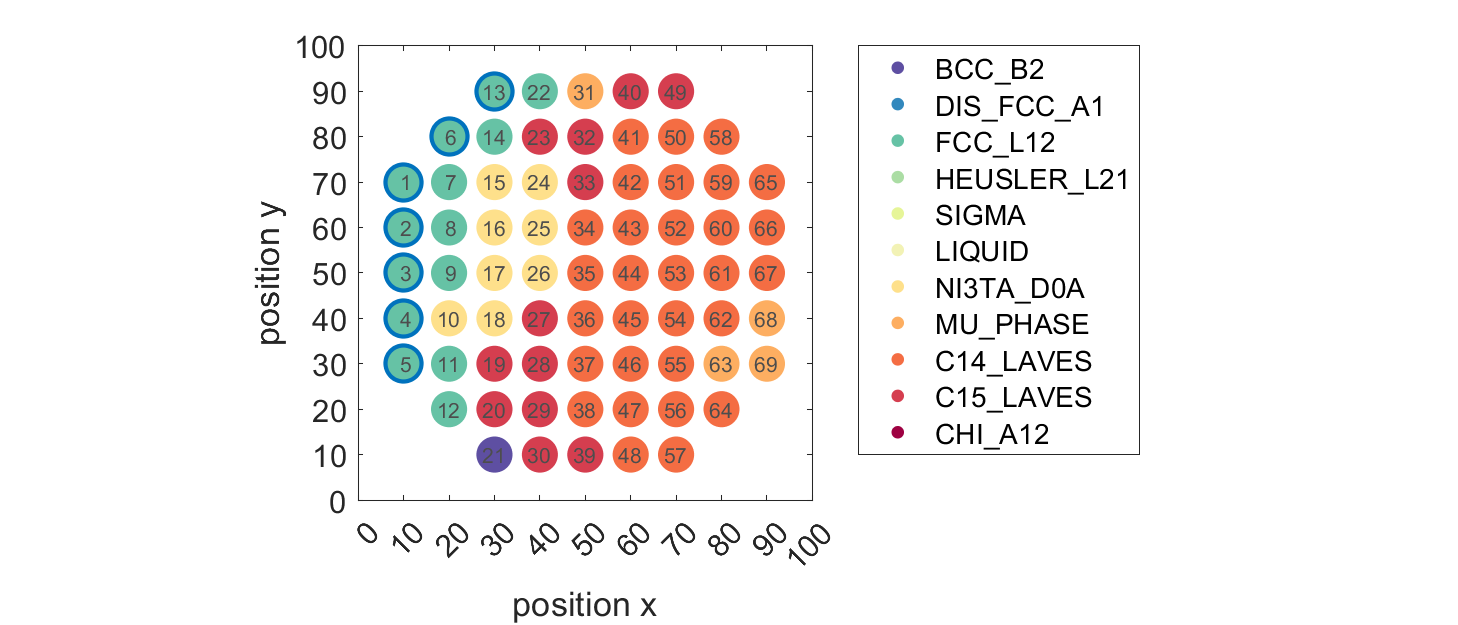 100
90
80
70
60
50
40
30
20
10
0
position y
13 22 31 40 49
6 14 23 32 41 50 58
1 7 15 24 33 42 51 59 65
2 8 16 25 34 43 52 60 66
3 9 17 26 35 44 53 61 67
4 10 18 27 36 45 54 62 68
5 11 19 28 37 46 55 63 69
12 20 29 38 47 56 64
21 30 39 48 57
0 10 20 30 40 50 60 70 80 90 100
position x
BCC_B2
DIS_FCC_A1
FCC_L12
HEUSLER_L21
SIGMA
LIQUID
NI3TA_D0A
MU_PHASE
C14_LAVES
C15_LAVES
CHI_A12